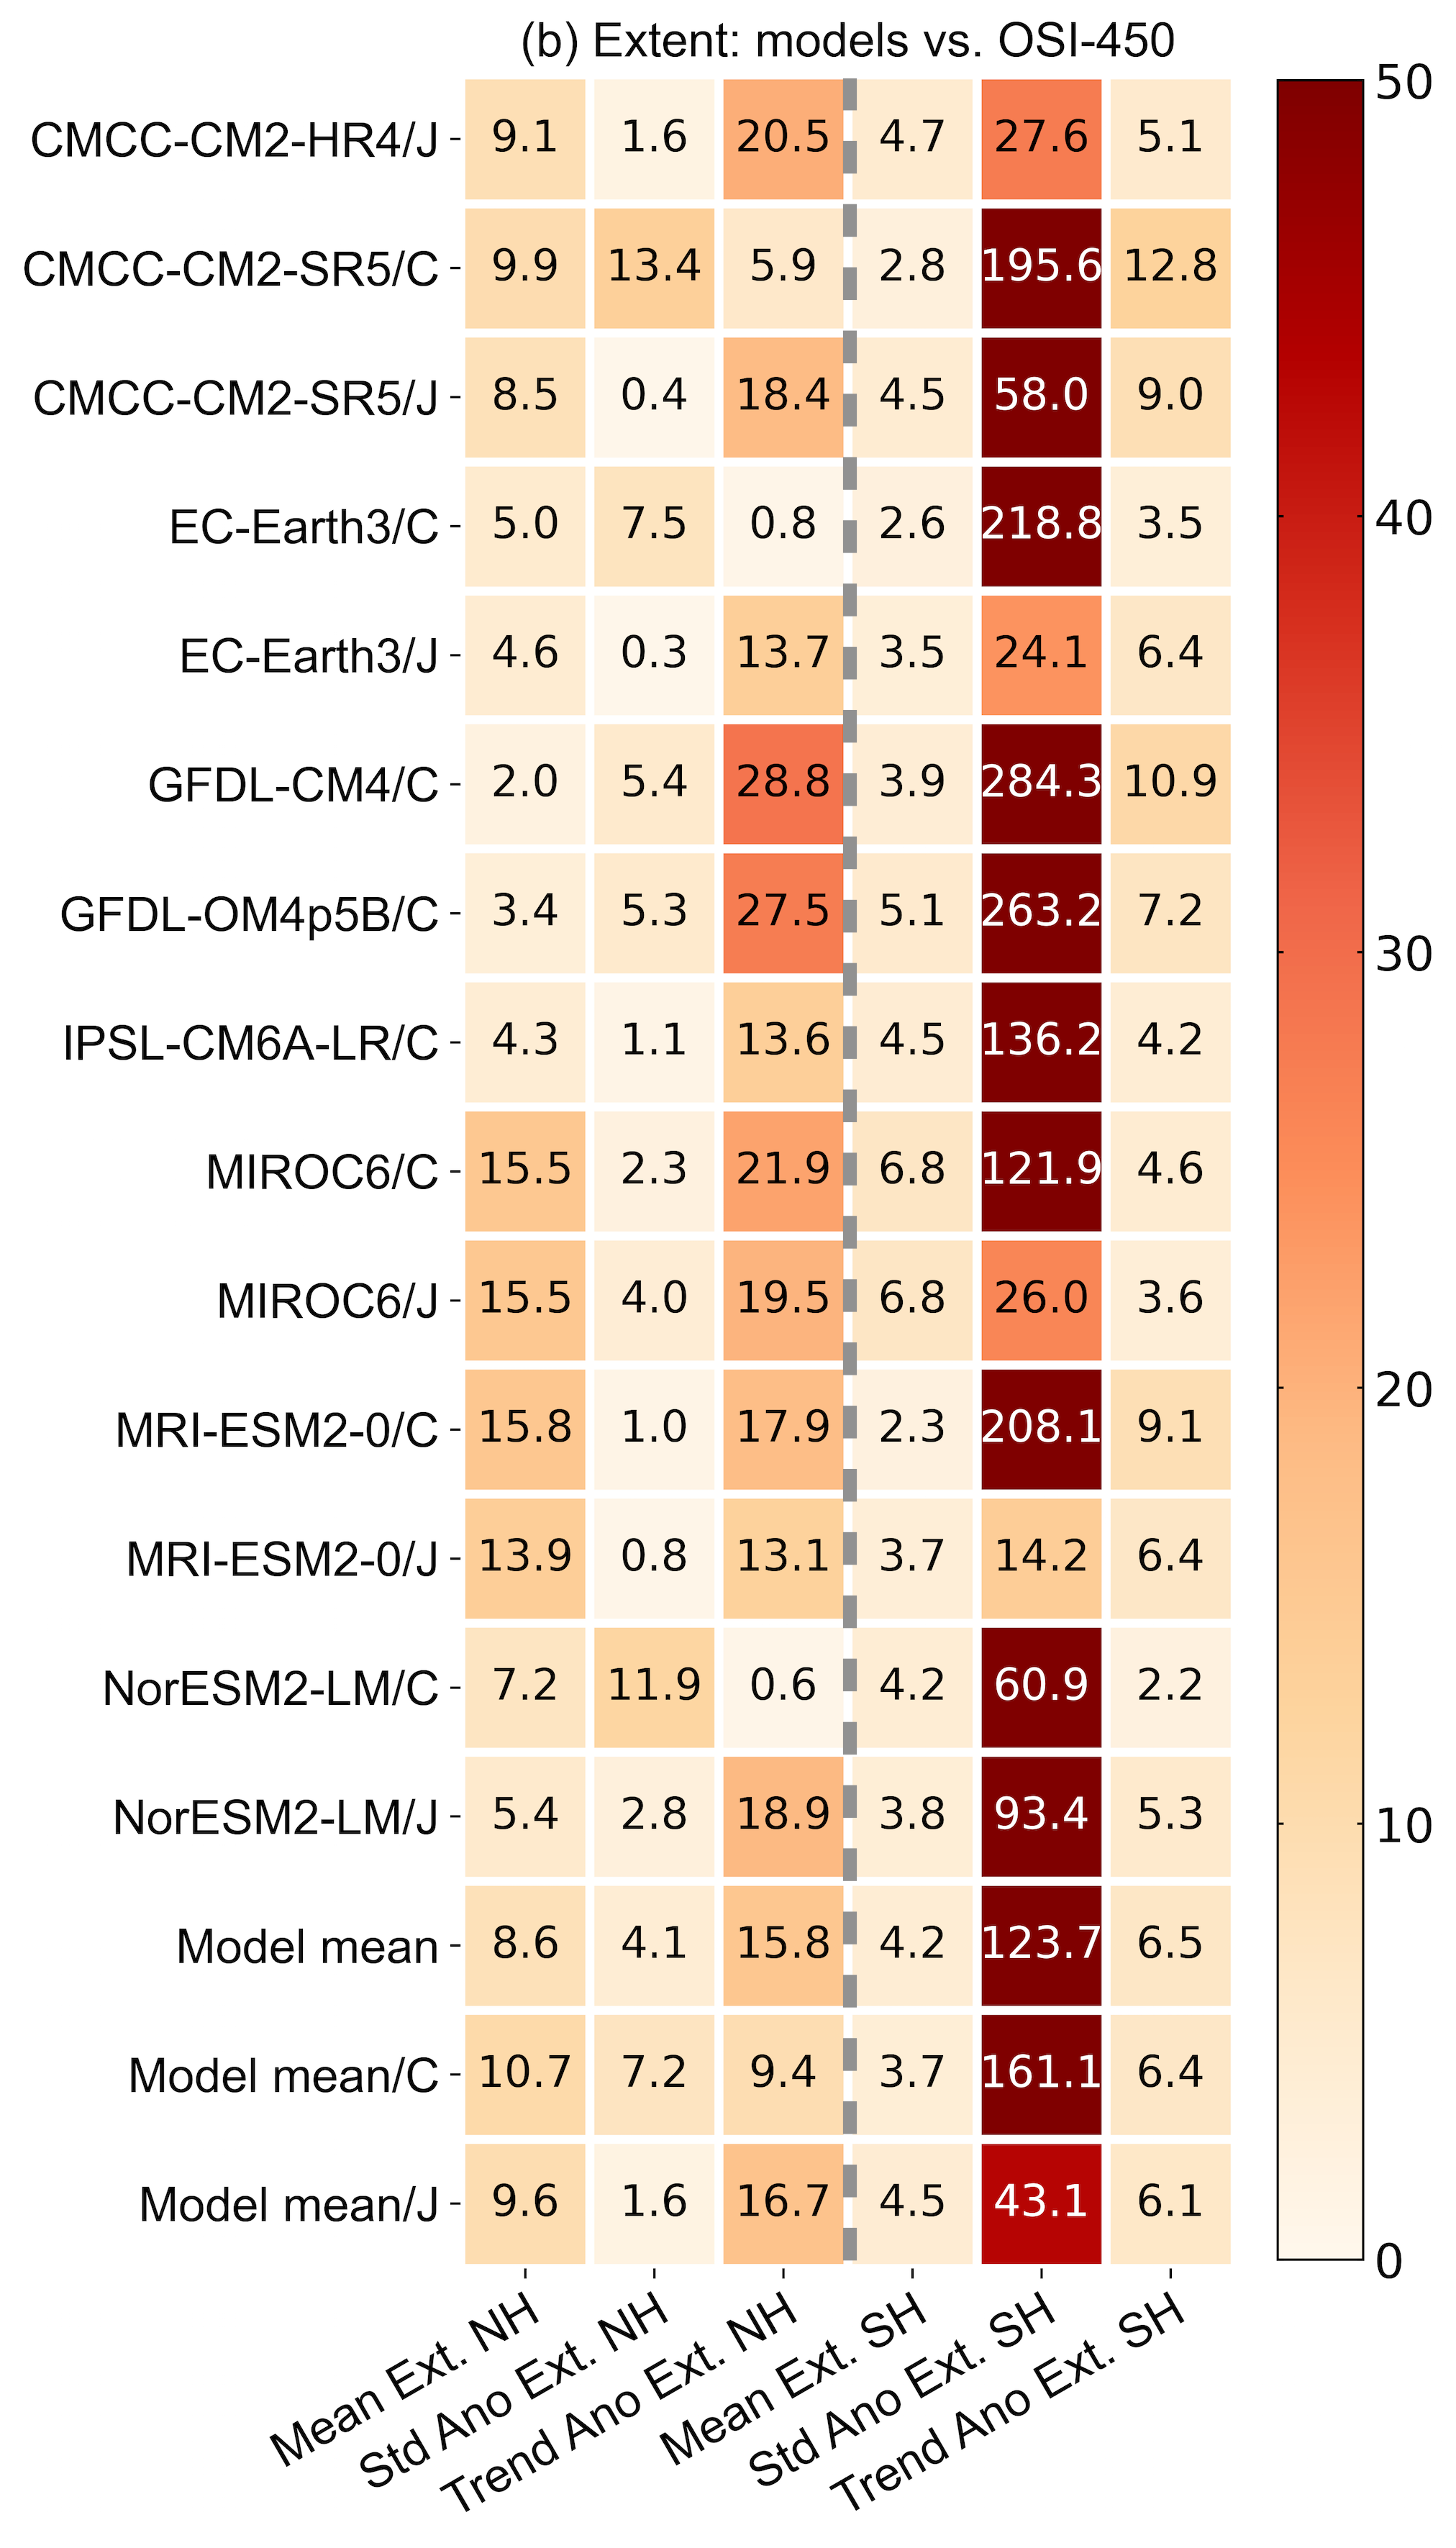 (b) Extent: models vs. OSI-450
CMCC-CM2-HR4/J 9.1 1.6 20.5 4.7 27.6 5.1
CMCC-CM2-SR5/C 9.9 13.4 5.9 2.8 195.6 12.8
CMCC-CM2-SR5/J 8.5 0.4 18.4 4.5 58.0 9.0
EC-Earth3/C 5.0 7.5 0.8 2.6 218.8 3.5
EC-Earth3/J 4.6 0.3 13.7 3.5 24.1 6.4
GFDL-CM4/C 2.0 5.4 28.8 3.9 284.3 10.9
GFDL-OM4p5B/C 3.4 5.3 27.5 5.1 263.2 7.2
IPSL-CM6A-LR/C 4.3 1.1 13.6 4.5 136.2 4.2
MIROC6/C 15.5 2.3 21.9 6.8 121.9 4.6
MIROC6/J 15.5 4.0 19.5 6.8 26.0 3.6
MRI-ESM2-0/C 15.8 1.0 17.9 2.3 208.1 9.1
MRI-ESM2-0/J 13.9 0.8 13.1 3.7 14.2 6.4
NorESM2-LM/C 7.2 11.9 0.6 4.2 60.9 2.2
NorESM2-LM/J 5.4 2.8 18.9 3.8 93.4 5.3
Model mean 8.6 4.1 15.8 4.2 123.7 6.5
Model mean/C 10.7 7.2 9.4 3.7 161.1 6.4
Model mean/J 9.6 1.6 16.7 4.5 43.1 6.1
Mean Ext. NH
Std Ano Ext. NH
Trend Ano Ext. NH
Mean Ext. SH
Std Ano Ext. SH
Trend Ano Ext. SH
50
40
30
20
10
0